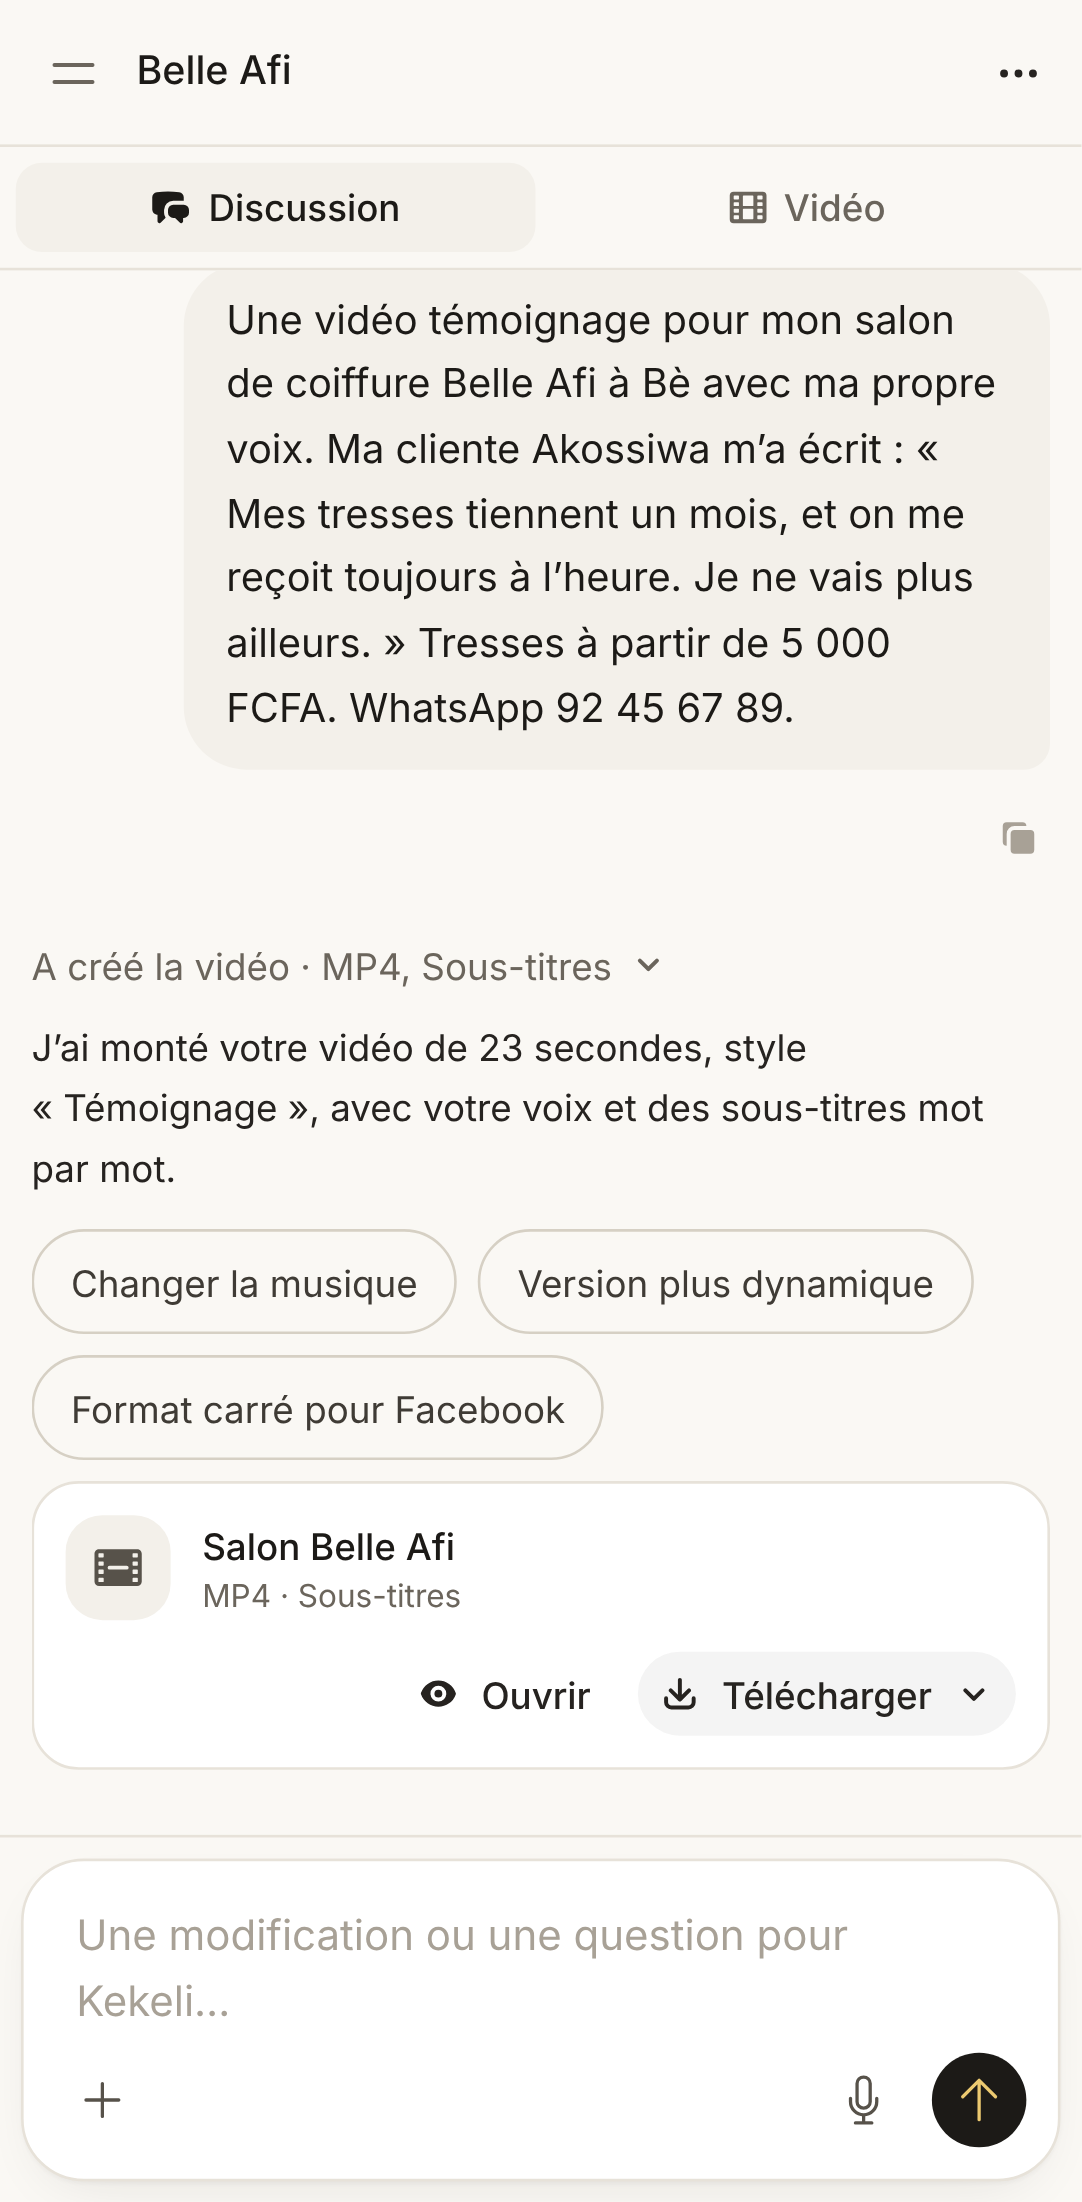 Belle Afi
Discussion
Vidéo
Une vidéo témoignage pour mon salon
de coiffure Belle Afi à Bè avec ma propre
voix. Ma cliente Akossiwa m’a écrit : «
Mes tresses tiennent un mois, et on me
reçoit toujours à l’heure. Je ne vais plus
ailleurs. » Tresses à partir de 5 000
FCFA. WhatsApp 92 45 67 89.
A créé la vidéo · MP4, Sous-titres
J’ai monté votre vidéo de 23 secondes, style
« Témoignage », avec votre voix et des sous-titres mot
par mot.
Changer la musique
Version plus dynamique
Format carré pour Facebook
Salon Belle Afi
MP4 · Sous-titres
Ouvrir
Télécharger
Une modification ou une question pour
Kekeli...